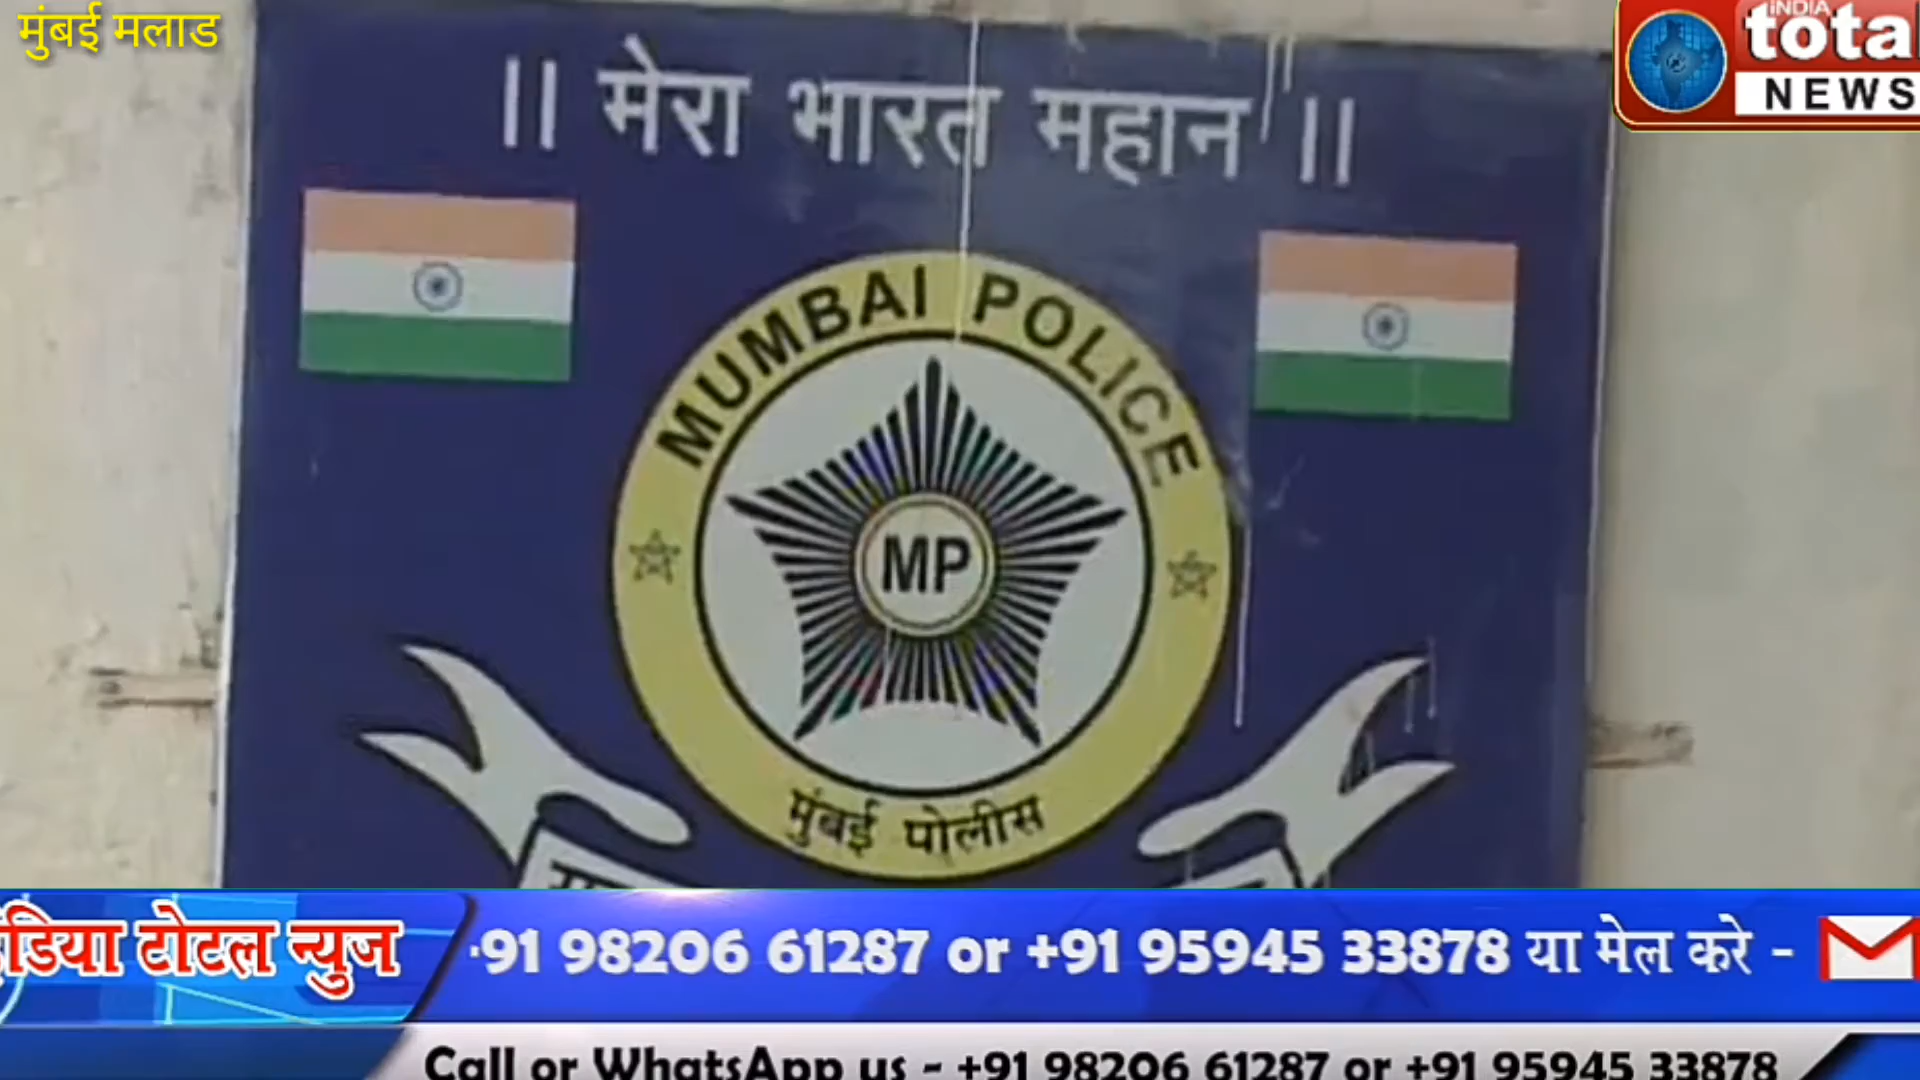 मुंबई मलाड
INDIA
tota
NEWS
|| मेरा भारत महान ||
MUMBAI POLICE
MP
मुंबई पोलीस
इंडिया टोटल न्युज
+91 98206 61287 or +91 95945 33878 या मेल करे -
Call or WhatsApp us - +91 98206 61287 or +91 95945 33878